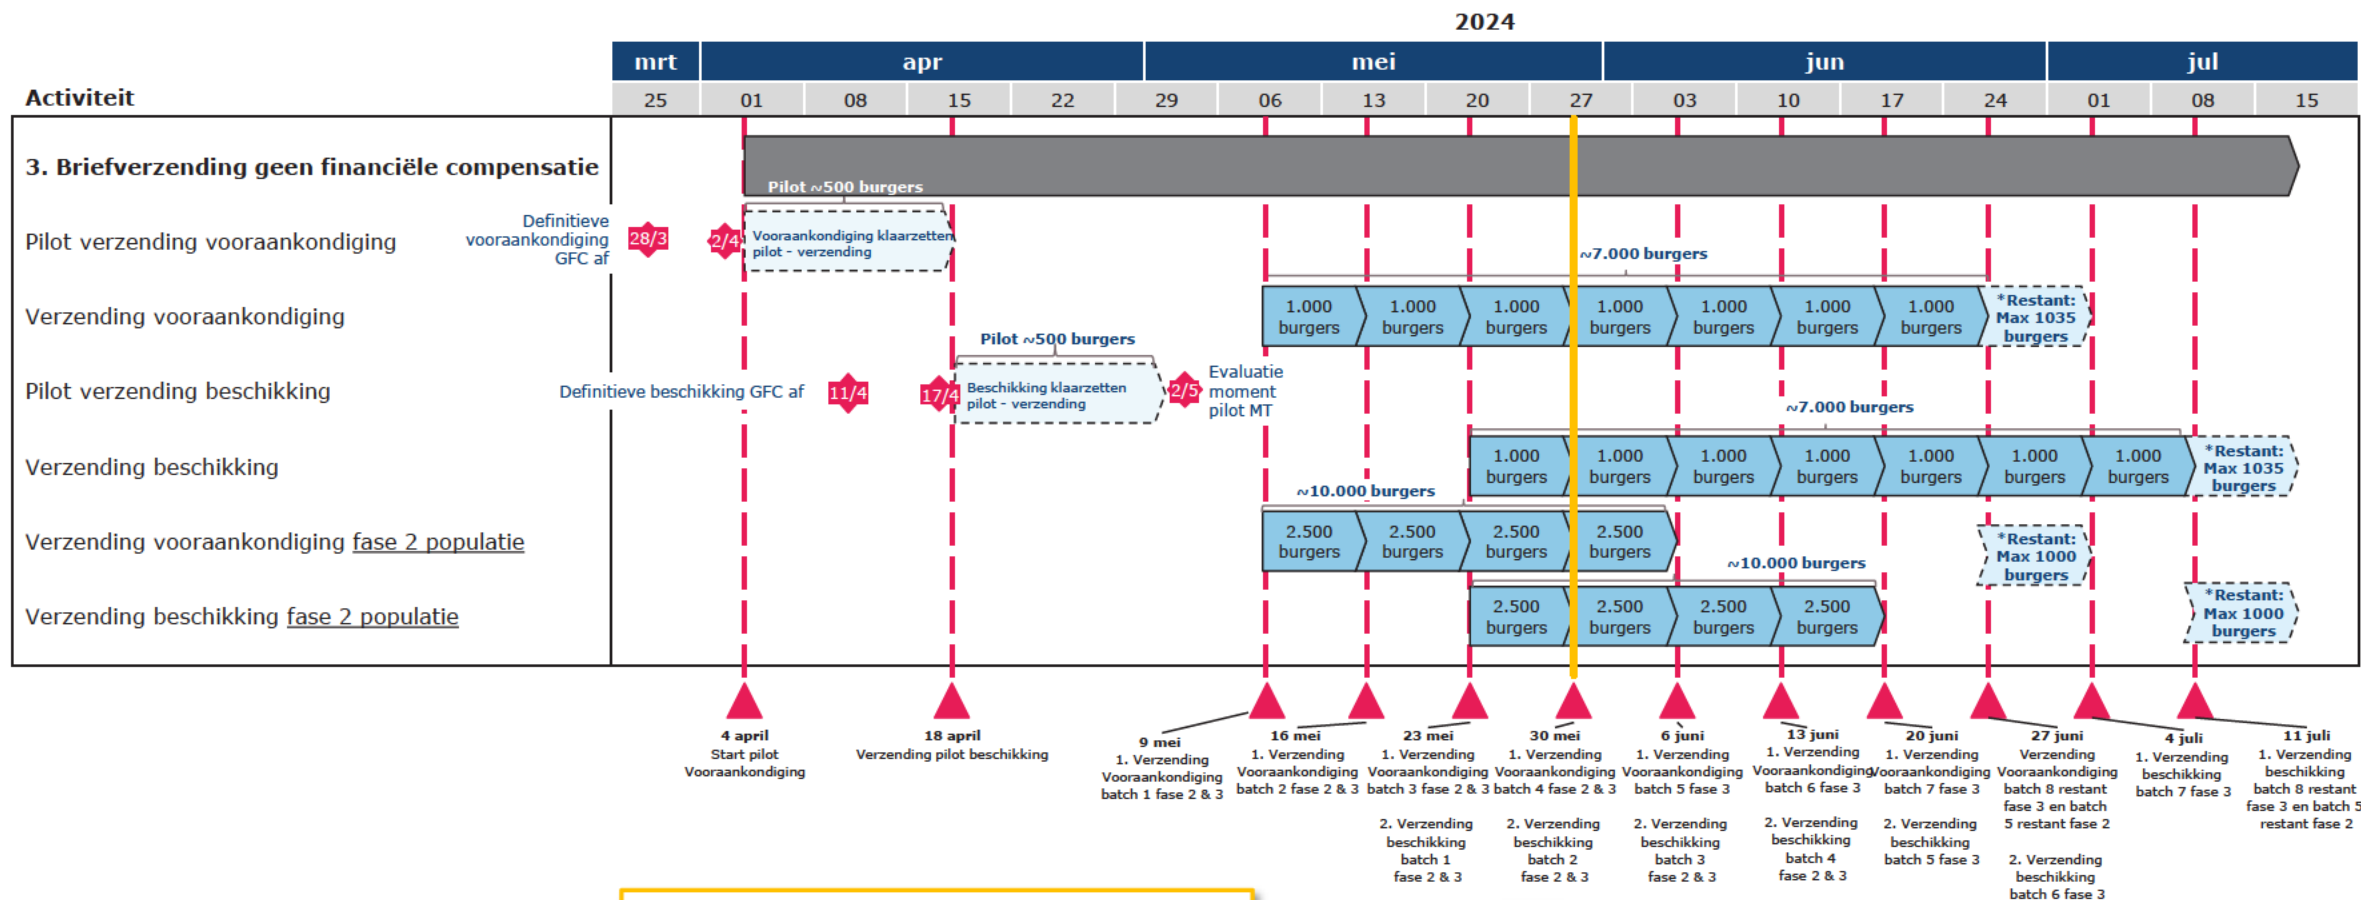 2024
mrt apr mei jun jul
Activiteit
25 01 08 15 22 29 06 13 20 27 03 10 17 24 01 08 15
3. Briefverzending geen financiële compensatie
Pilot ~500 burgers
Pilot verzending vooraankondiging
Definitieve
vooraankondiging
GFC af
28/3
2/4
Vooraankondiging klaarzetten
pilot - verzending
~7.000 burgers
Verzending vooraankondiging
1.000
burgers
1.000
burgers
1.000
burgers
1.000
burgers
1.000
burgers
1.000
burgers
1.000
burgers
*Restant:
Max 1035
burgers
Pilot ~500 burgers
Pilot verzending beschikking
Definitieve beschikking GFC af
11/4
17/4
Beschikking klaarzetten
pilot - verzending
2/5
Evaluatie
moment
pilot MT
~7.000 burgers
Verzending beschikking
1.000
burgers
1.000
burgers
1.000
burgers
1.000
burgers
1.000
burgers
1.000
burgers
1.000
burgers
*Restant:
Max 1035
burgers
~10.000 burgers
Verzending vooraankondiging fase 2 populatie
2.500
burgers
2.500
burgers
2.500
burgers
2.500
burgers
*Restant:
Max 1000
burgers
~10.000 burgers
Verzending beschikking fase 2 populatie
2.500
burgers
2.500
burgers
2.500
burgers
2.500
burgers
*Restant:
Max 1000
burgers
4 april
Start pilot
Vooraankondiging
18 april
Verzending pilot beschikking
9 mei
1. Verzending
Vooraankondiging
batch 1 fase 2 & 3
16 mei
1. Verzending
Vooraankondiging
batch 2 fase 2 & 3
23 mei
1. Verzending
Vooraankondiging
batch 3 fase 2 & 3
2. Verzending
beschikking
batch 1
fase 2 & 3
30 mei
1. Verzending
Vooraankondiging
batch 4 fase 2 & 3
2. Verzending
beschikking
batch 2
fase 2 & 3
6 juni
1. Verzending
Vooraankondiging
batch 5 fase 3
2. Verzending
beschikking
batch 3
fase 2 & 3
13 juni
1. Verzending
Vooraankondiging
batch 6 fase 3
2. Verzending
beschikking
batch 4
fase 2 & 3
20 juni
1. Verzending
Vooraankondiging
batch 7 fase 3
2. Verzending
beschikking
batch 5 fase 3
27 juni
Verzending
Vooraankondiging
batch 8 restant
fase 3 en batch
5 restant fase 2
2. Verzending
beschikking
batch 6 fase 3
4 juli
1. Verzending
beschikking
batch 7 fase 3
11 juli
1. Verzending
beschikking
batch 8 restant
fase 3 en batch 5
restant fase 2